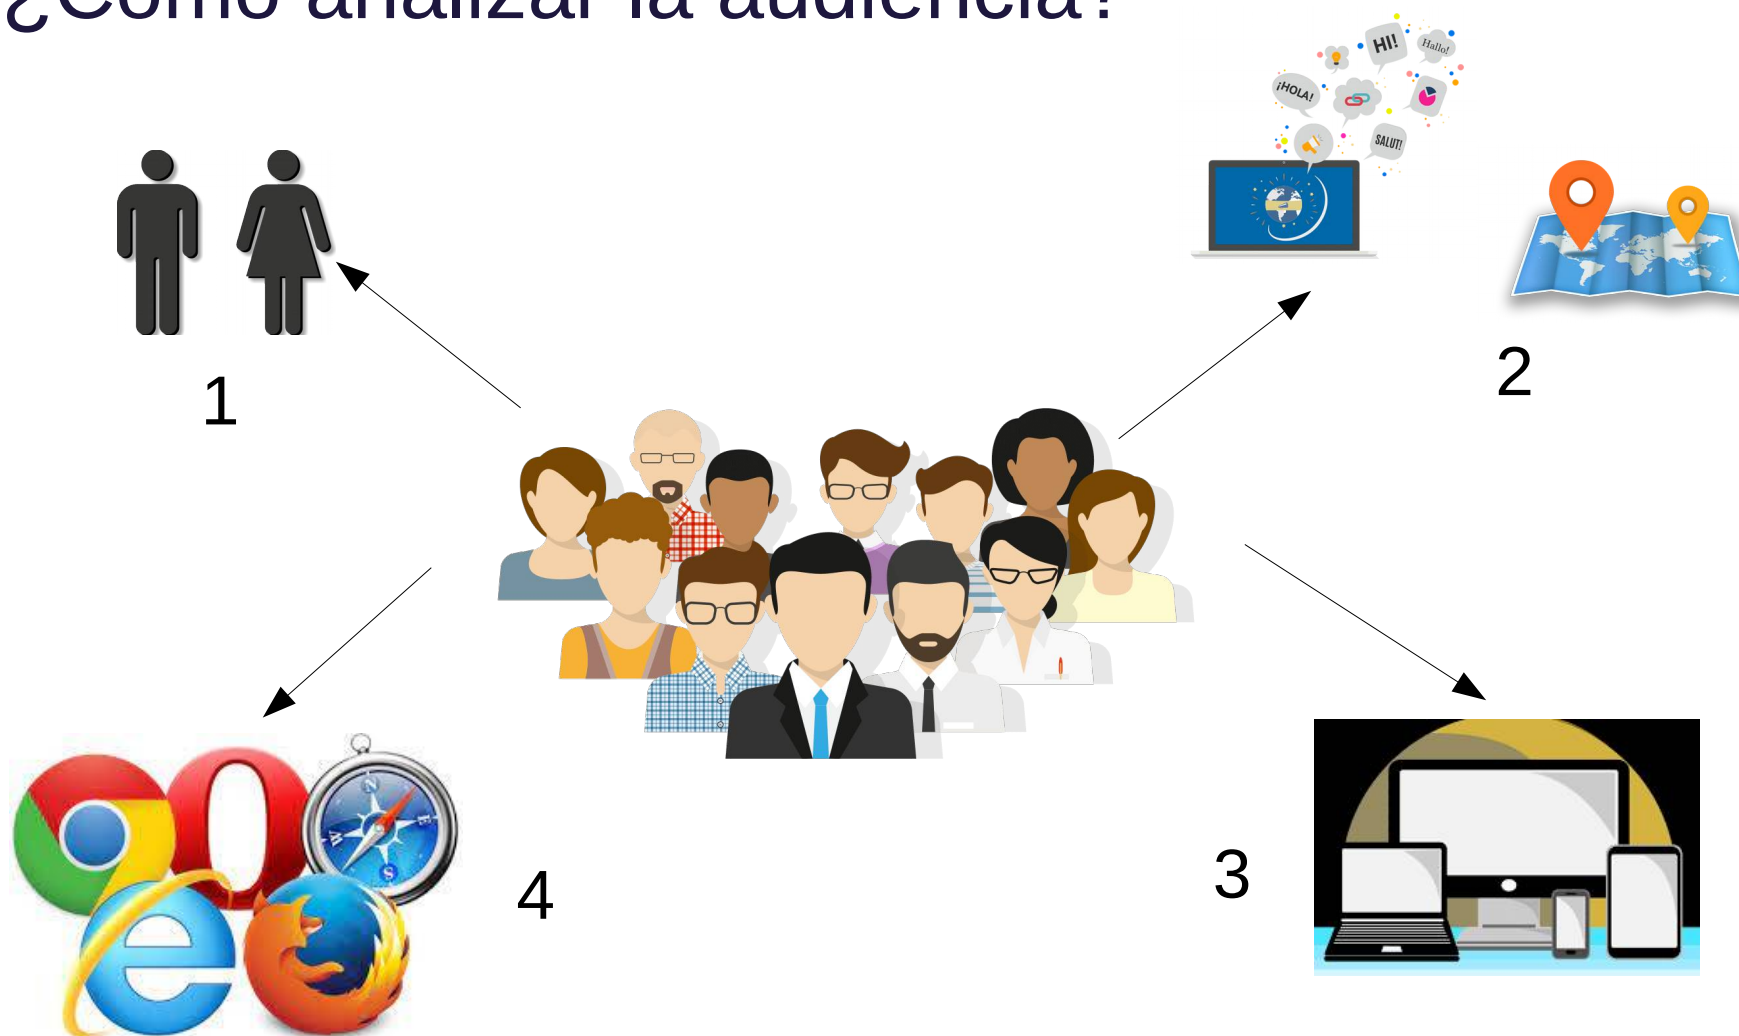 ¿Cómo analizar la audiencia?
HI!
Hallo!
¡HOLA!
SALUT!
1
2
3
4
N
E
S
W